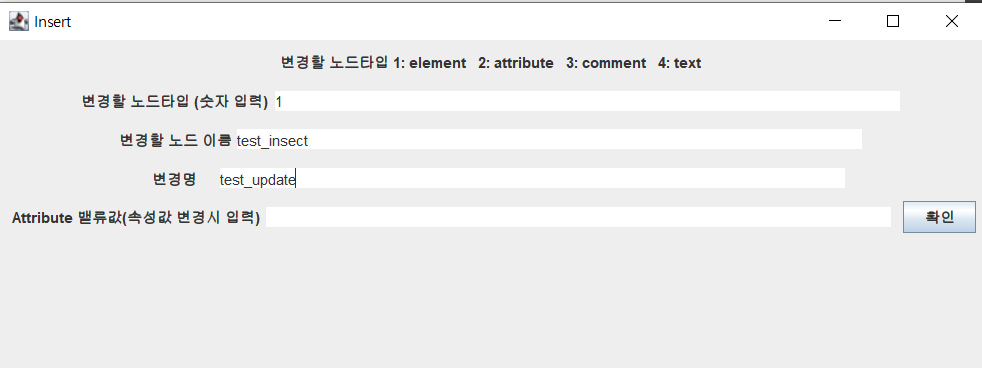 Insert
변경할 노드타입 1: element 2: attribute 3: comment 4: text
변경할 노드타입 (숫자 입력) 1
변경할 노드 이름 test_insect
변경명 test_update
Attribute 밸류값(속성값 변경시 입력) 확인